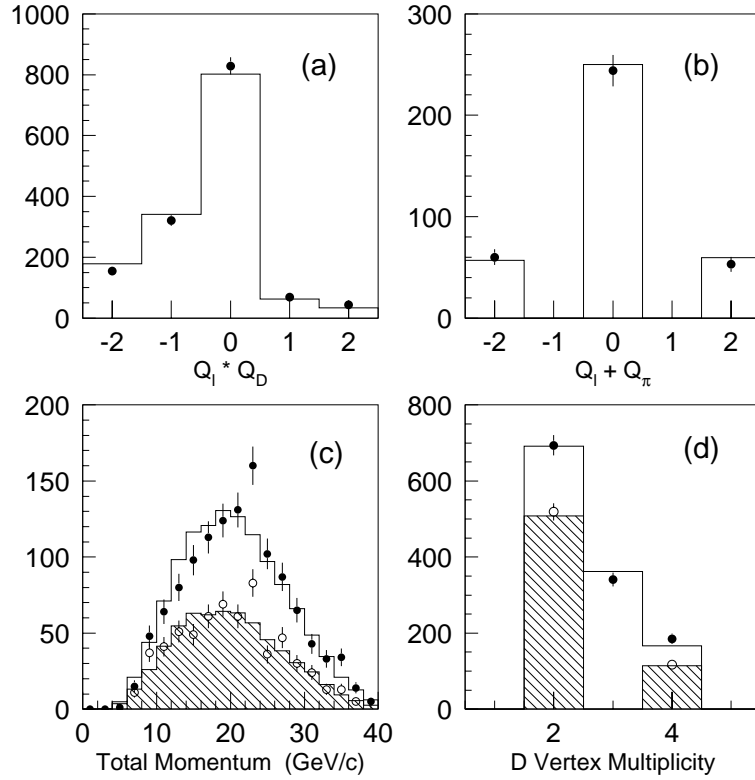 (a)
1000
800
600
400
200
0
-2 -1 0 1 2
Q_l * Q_D
(b)
300
200
100
0
-2 -1 0 1 2
Q_l + Q_π
(c)
200
150
100
50
0
0 10 20 30 40
Total Momentum (GeV/c)
(d)
800
600
400
200
0
2 4
D Vertex Multiplicity